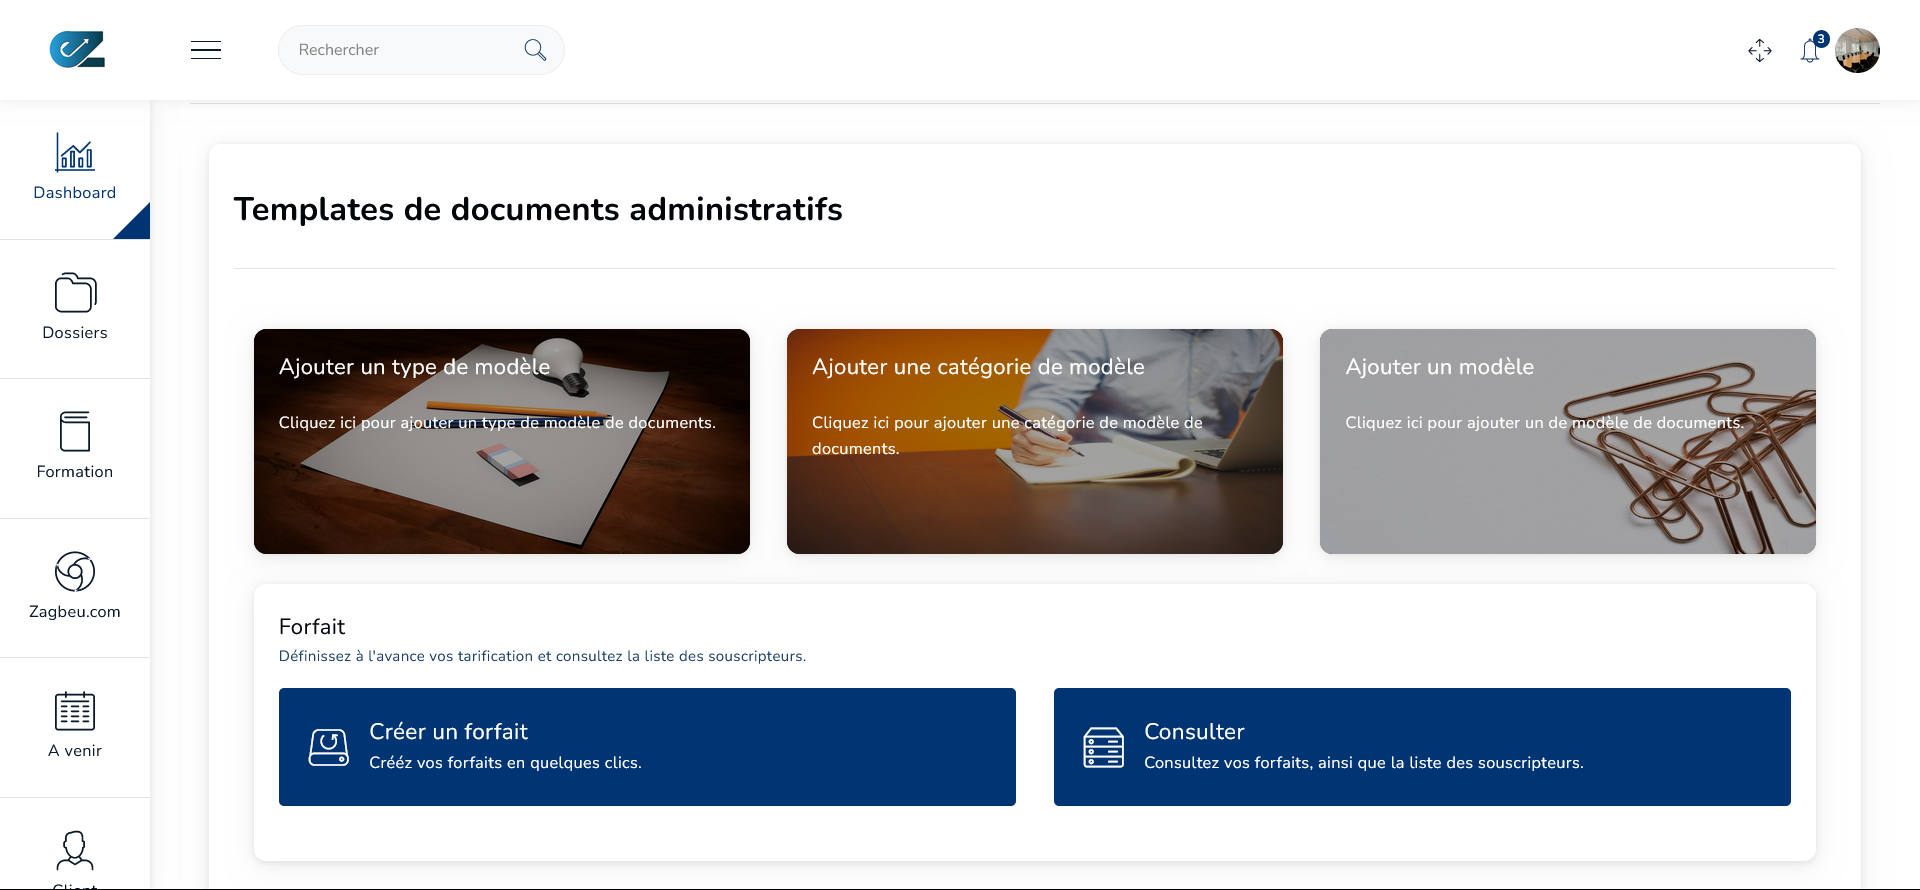 Rechercher
3
Dashboard
Dossiers
Formation
Zagbeu.com
A venir
Client
Templates de documents administratifs
Ajouter un type de modèle
Cliquez ici pour ajouter un type de modèle de documents.
Ajouter une catégorie de modèle
Cliquez ici pour ajouter une catégorie de modèle de
documents.
Ajouter un modèle
Cliquez ici pour ajouter un de modèle de documents.
Forfait
Définissez à l'avance vos tarification et consultez la liste des souscripteurs.
Créer un forfait
Crééz vos forfaits en quelques clics.
Consulter
Consultez vos forfaits, ainsi que la liste des souscripteurs.